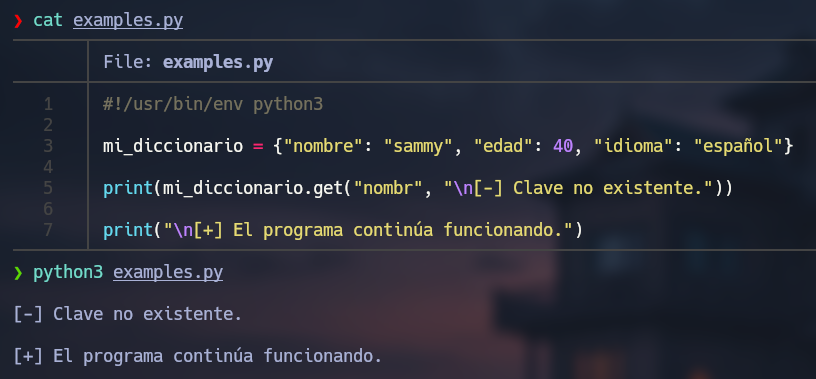 ❯ cat examples.py
File: examples.py
1 #!/usr/bin/env python3
2
3 mi_diccionario = {"nombre": "sammy", "edad": 40, "idioma": "español"}
4
5 print(mi_diccionario.get("nombr", "\n[-] Clave no existente."))
6
7 print("\n[+] El programa continúa funcionando.")
❯ python3 examples.py
[-] Clave no existente.
[+] El programa continúa funcionando.